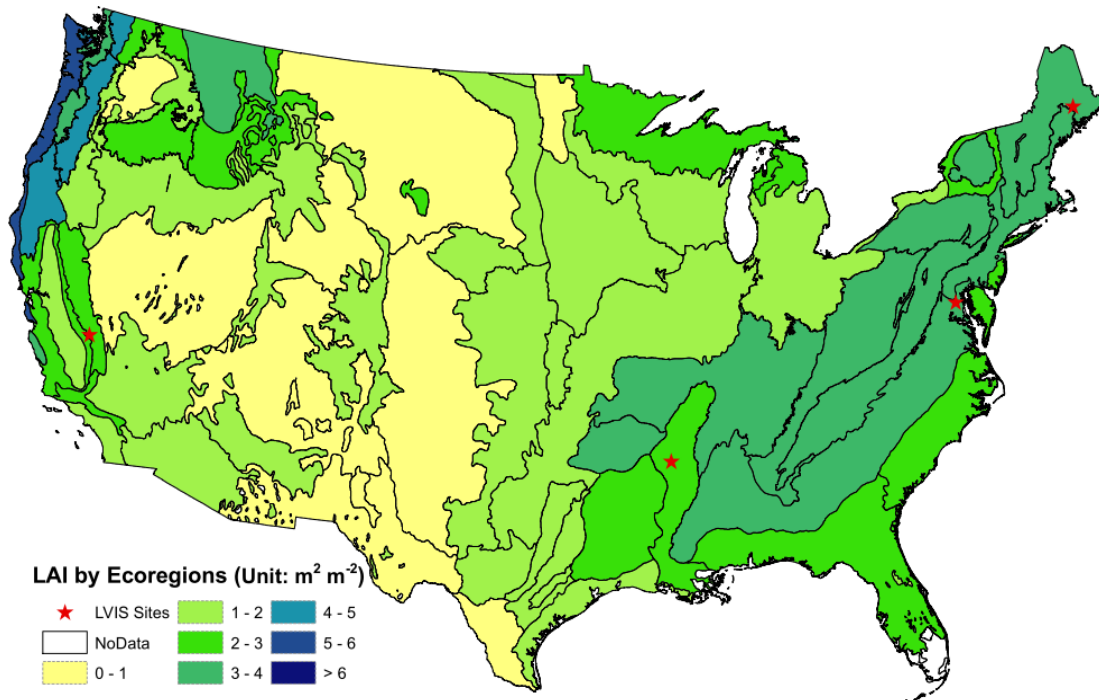 LAI by Ecoregions (Unit: m² m⁻²)
LVIS Sites
NoData
0 - 1
1 - 2
2 - 3
3 - 4
4 - 5
5 - 6
> 6